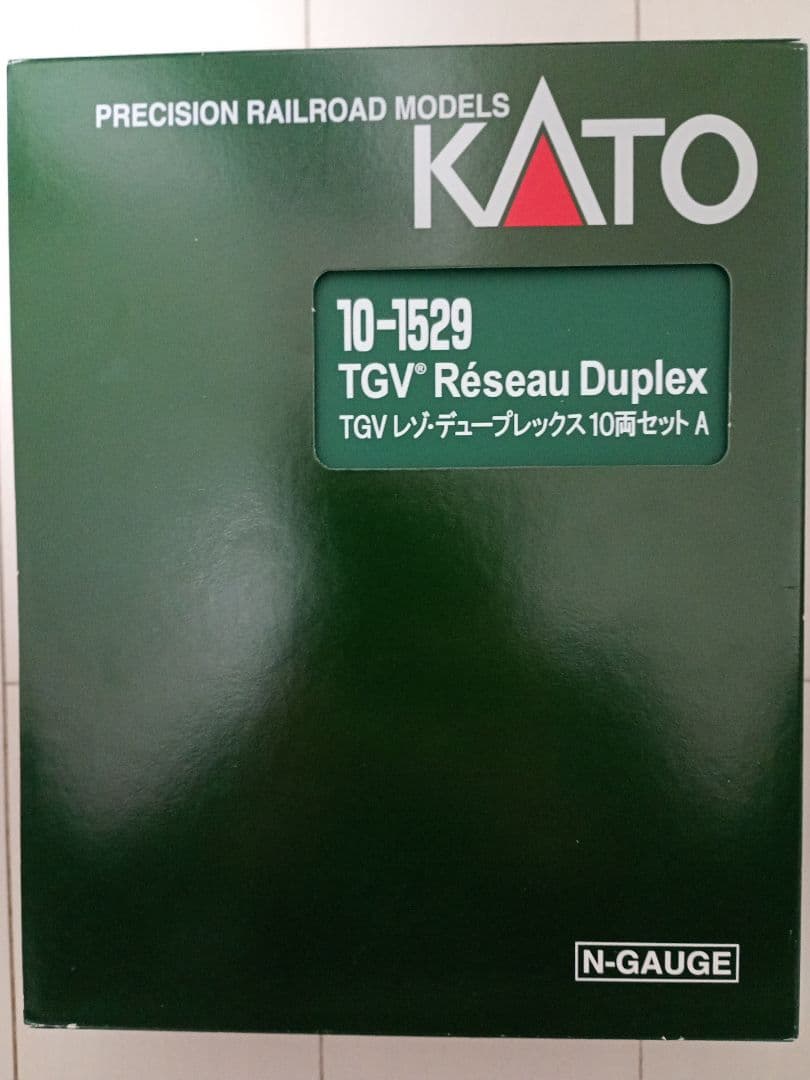 PRECISION RAILROAD MODELS
KATO
10-1529
TGV® Réseau Duplex
TGV レゾ・デュープレックス10両セット A
N-GAUGE